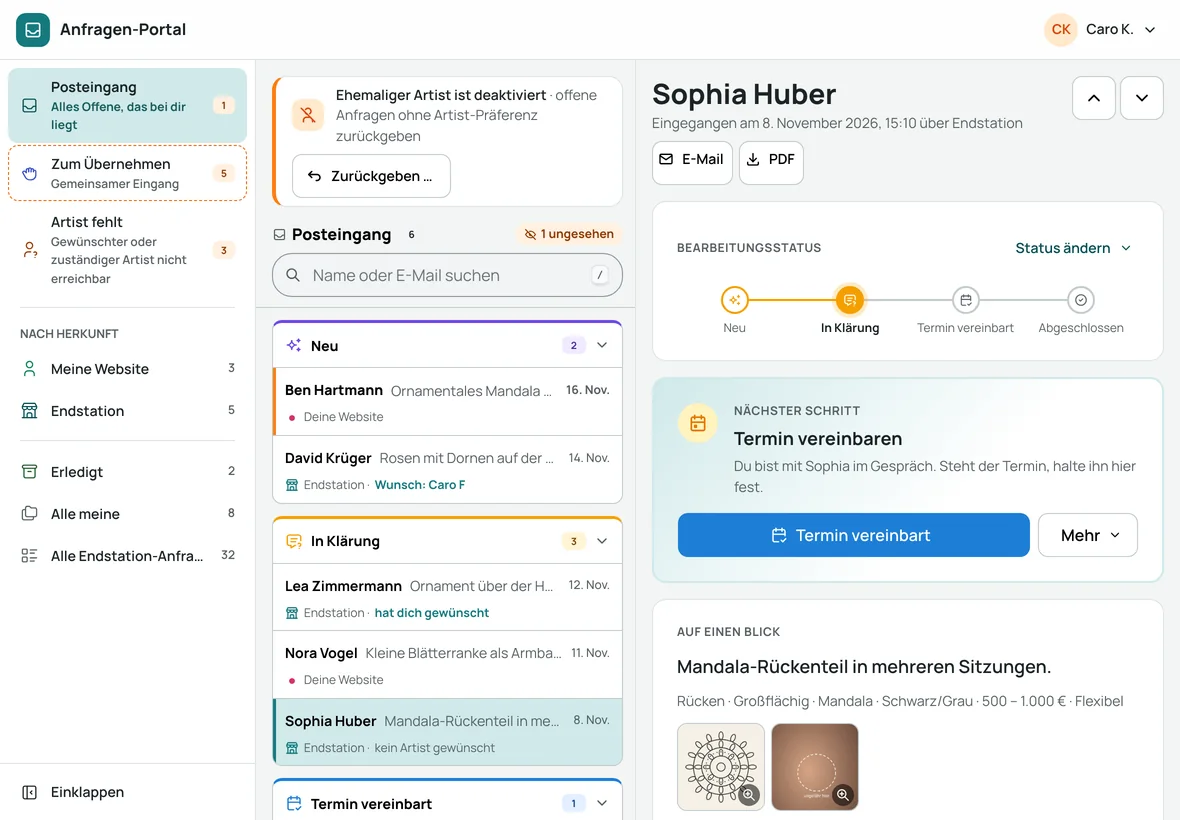 Anfragen-Portal
CK
Caro K.
Posteingang
Alles Offene, das bei dir
liegt
1
Zum Übernehmen
Gemeinsamer Eingang
5
Artist fehlt
Gewünschter oder
zuständiger Artist nicht
erreichbar
3
NACH HERKUNFT
Meine Website
3
Endstation
5
Erledigt
2
Alle meine
8
Alle Endstation-Anfra...
32
Einklappen
Ehemaliger Artist ist deaktiviert · offene
Anfragen ohne Artist-Präferenz
zurückgeben
Zurückgeben ...
Posteingang 6
1 ungesehen
Name oder E-Mail suchen
/
Neu
2
Ben Hartmann Ornamentales Mandala ... 16. Nov.
Deine Website
David Krüger Rosen mit Dornen auf der ... 14. Nov.
Endstation · Wunsch: Caro F
In Klärung
3
Lea Zimmermann Ornament über der H... 12. Nov.
Endstation · hat dich gewünscht
Nora Vogel Kleine Blätterranke als Armba... 11. Nov.
Deine Website
Sophia Huber Mandala-Rückenteil in me... 8. Nov.
Endstation · kein Artist gewünscht
Termin vereinbart
1
Sophia Huber
Eingegangen am 8. November 2026, 15:10 über Endstation
E-Mail
PDF
BEARBEITUNGSSTATUS
Status ändern
Neu
In Klärung
Termin vereinbart
Abgeschlossen
NÄCHSTER SCHRITT
Termin vereinbaren
Du bist mit Sophia im Gespräch. Steht der Termin, halte ihn hier
fest.
Termin vereinbart
Mehr
AUF EINEN BLICK
Mandala-Rückenteil in mehreren Sitzungen.
Rücken · Großflächig · Mandala · Schwarz/Grau · 500 – 1.000 € · Flexibel